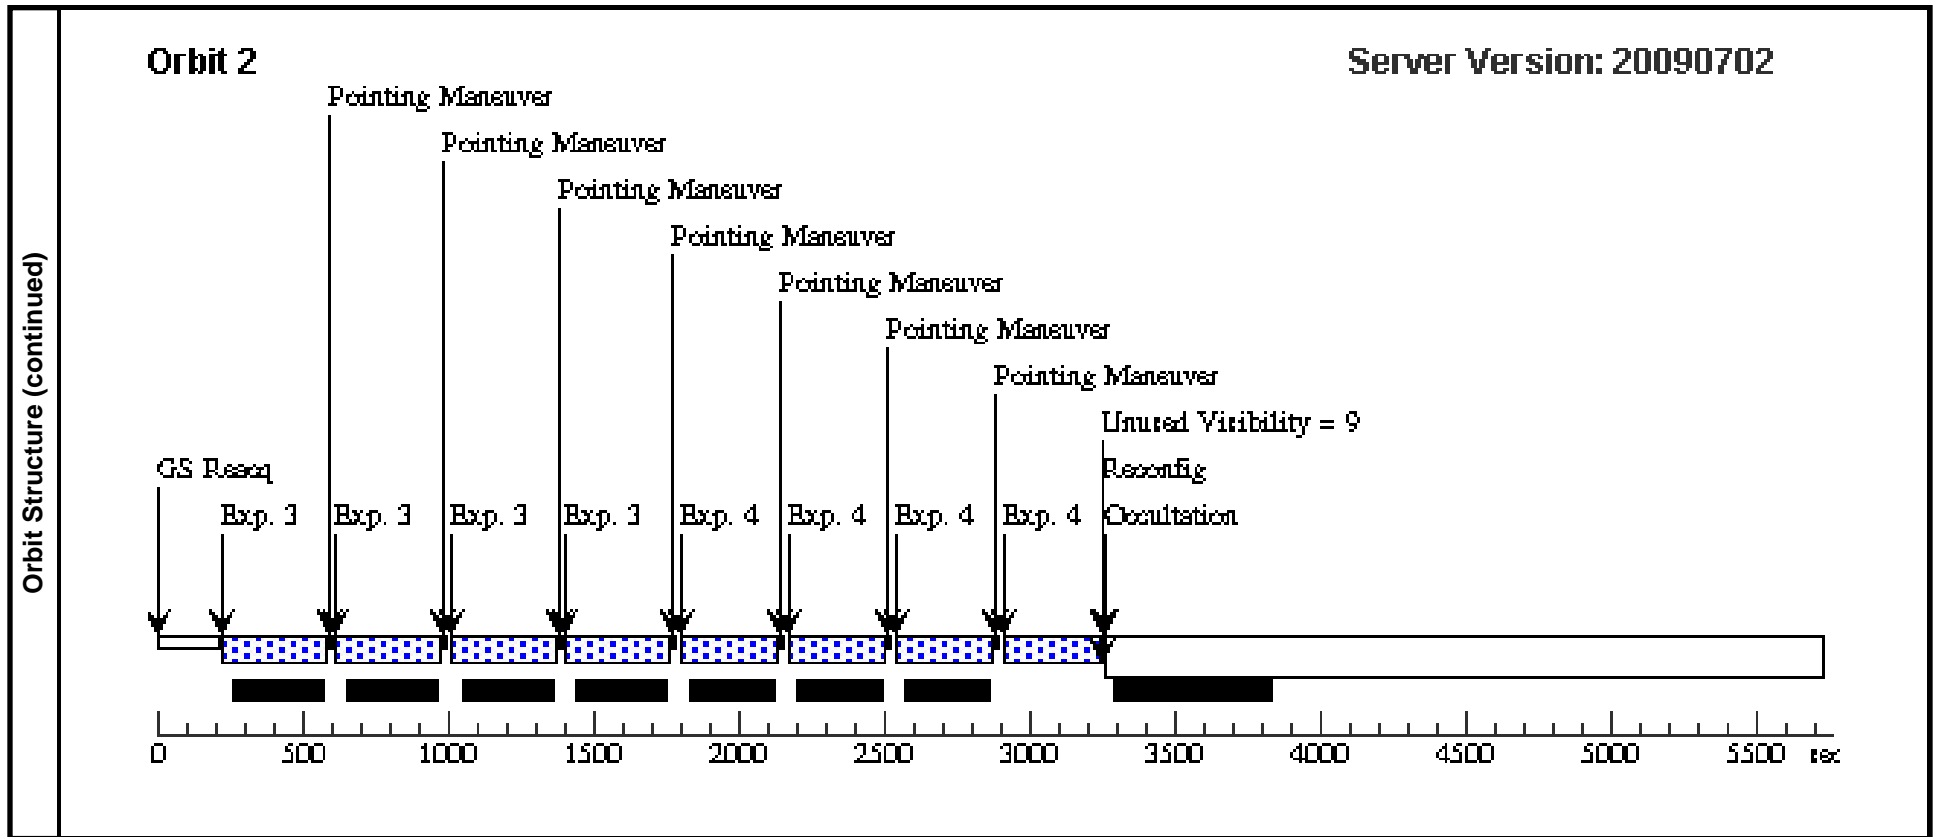 Orbit Structure (continued)
Orbit 2
Server Version: 20090702
Pointing Maneuver
Pointing Maneuver
Pointing Maneuver
Pointing Maneuver
Pointing Maneuver
Pointing Maneuver
Pointing Maneuver
Unused Visibility = 9
GS Reacq
Reconfig
Exp. 3 Exp. 3 Exp. 3 Exp. 3 Exp. 4 Exp. 4 Exp. 4 Exp. 4 Occultation
0 500 1000 1500 2000 2500 3000 3500 4000 4500 5000 5500 sec